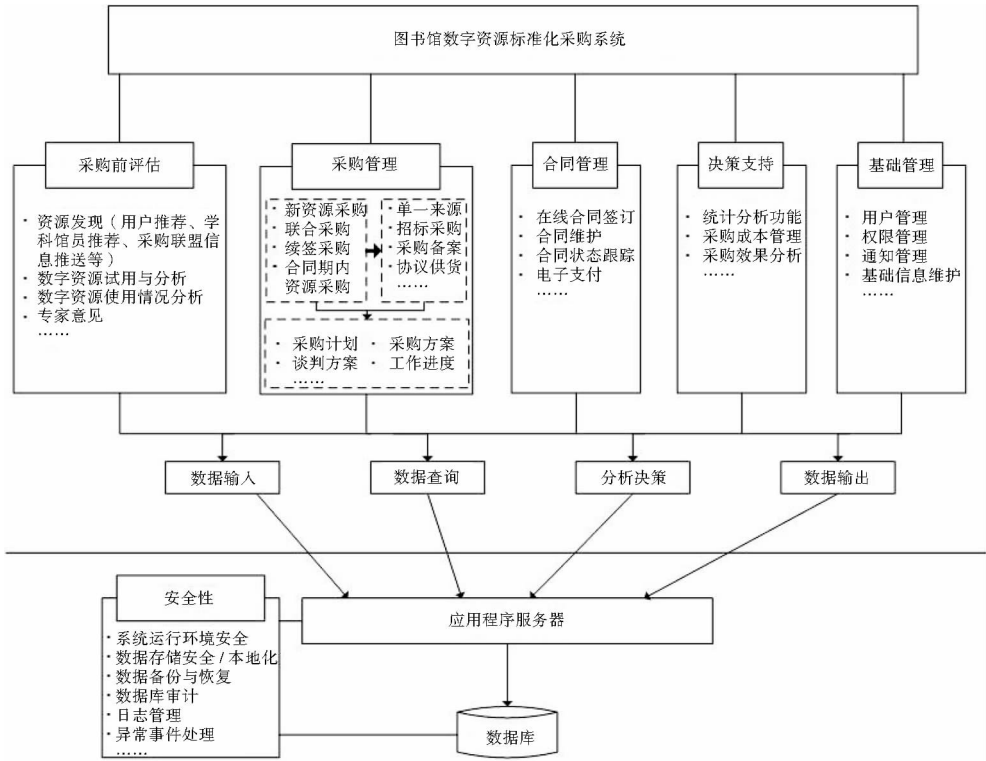 图书馆数字资源标准化采购系统
采购前评估
· 资源发现（用户推荐、学
科馆员推荐、采购联盟信
息推送等）
· 数字资源试用与分析
· 数字资源使用情况分析
· 专家意见
……
采购管理
· 新资源采购
· 联合采购
· 续签采购
· 合同期内
资源采购
· 单一来源
· 招标采购
· 采购备案
· 协议供货
……
· 采购计划 · 采购方案
· 谈判方案 · 工作进度
……
合同管理
· 在线合同签订
· 合同维护
· 合同状态跟踪
· 电子支付
……
决策支持
· 统计分析功能
· 采购成本管理
· 采购效果分析
……
基础管理
· 用户管理
· 权限管理
· 通知管理
· 基础信息维护
……
数据输入
数据查询
分析决策
数据输出
安全性
· 系统运行环境安全
· 数据存储安全/本地化
· 数据备份与恢复
· 数据库审计
· 日志管理
· 异常事件处理
……
应用程序服务器
数据库